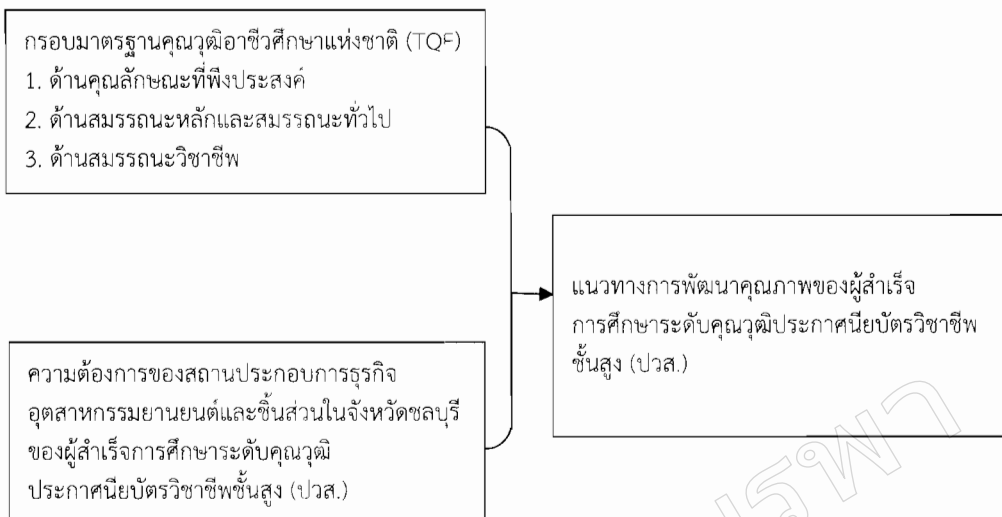 กรอบมาตรฐานคุณวุฒิอาชีวศึกษาแห่งชาติ (TQF)
1. ด้านคุณลักษณะที่พึงประสงค์
2. ด้านสมรรถนะหลักและสมรรถนะทั่วไป
3. ด้านสมรรถนะวิชาชีพ
ความต้องการของสถานประกอบการธุรกิจ
อุตสาหกรรมยานยนต์และชิ้นส่วนในจังหวัดชลบุรี
ของผู้สำเร็จการศึกษาระดับคุณวุฒิ
ประกาศนียบัตรวิชาชีพชั้นสูง (ปวส.)
แนวทางการพัฒนาคุณภาพของผู้สำเร็จ
การศึกษาระดับคุณวุฒิประกาศนียบัตรวิชาชีพ
ชั้นสูง (ปวส.)